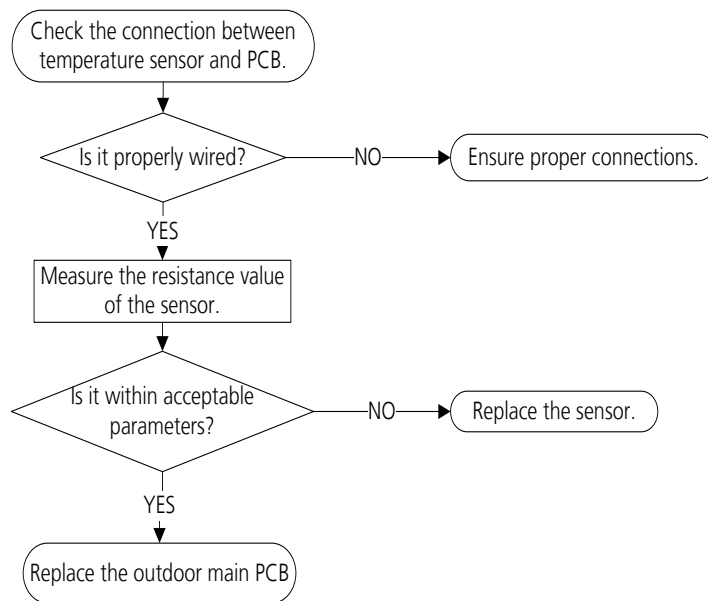 Check the connection between
temperature sensor and PCB.
Is it properly wired?
NO
Ensure proper connections.
YES
Measure the resistance value
of the sensor.
Is it within acceptable
parameters?
NO
Replace the sensor.
YES
Replace the outdoor main PCB